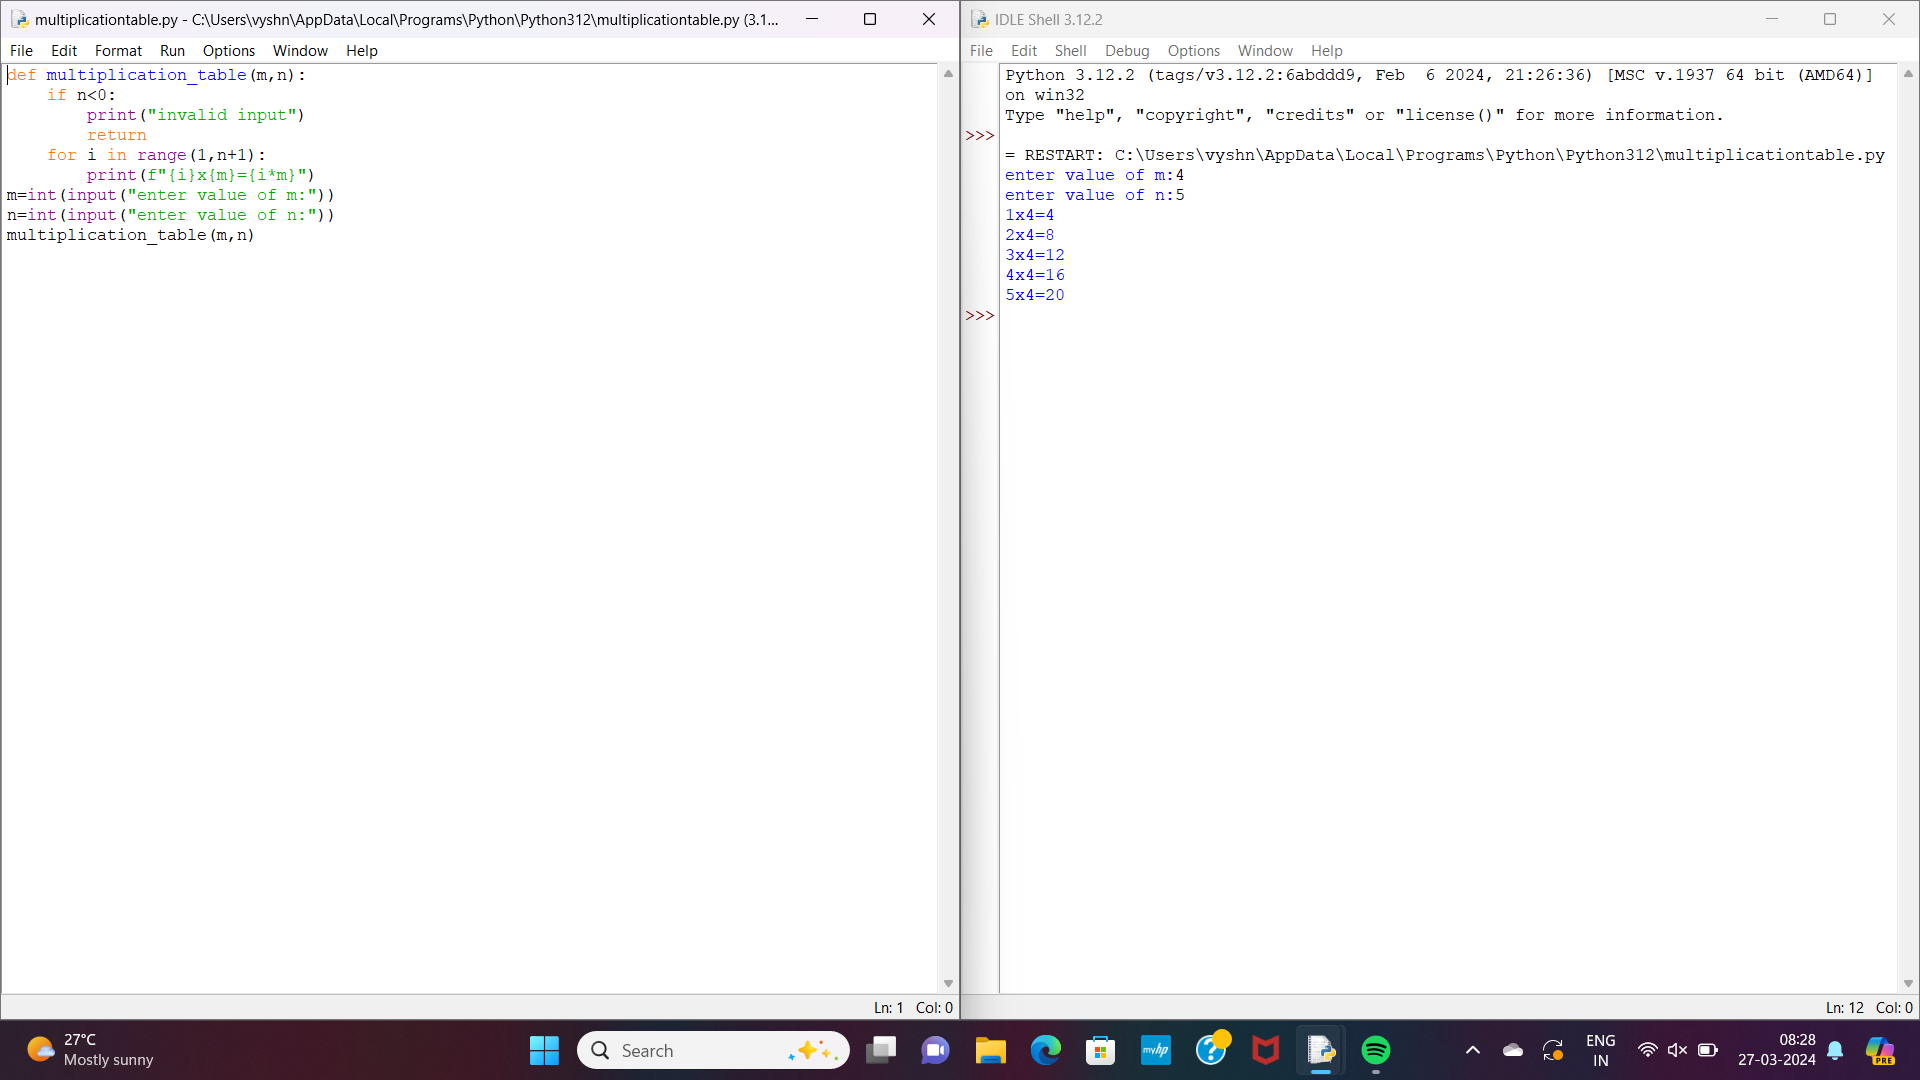 multiplicationtable.py - C:\Users\vyshn\AppData\Local\Programs\Python\Python312\multiplicationtable.py (3.1...
File Edit Format Run Options Window Help
def multiplication_table(m,n):
    if n<0:
        print("invalid input")
        return
    for i in range(1,n+1):
        print(f"{i}x{m}={i*m}")
m=int(input("enter value of m:"))
n=int(input("enter value of n:"))
multiplication_table(m,n)
Ln: 1 Col: 0
IDLE Shell 3.12.2
File Edit Shell Debug Options Window Help
Python 3.12.2 (tags/v3.12.2:6abddd9, Feb  6 2024, 21:26:36) [MSC v.1937 64 bit (AMD64)]
on win32
Type "help", "copyright", "credits" or "license()" for more information.
>>>
= RESTART: C:\Users\vyshn\AppData\Local\Programs\Python\Python312\multiplicationtable.py
enter value of m:4
enter value of n:5
1x4=4
2x4=8
3x4=12
4x4=16
5x4=20
>>>
Ln: 12 Col: 0
27°C
Mostly sunny
Search
myhp
ENG
IN
08:28
27-03-2024
PRE